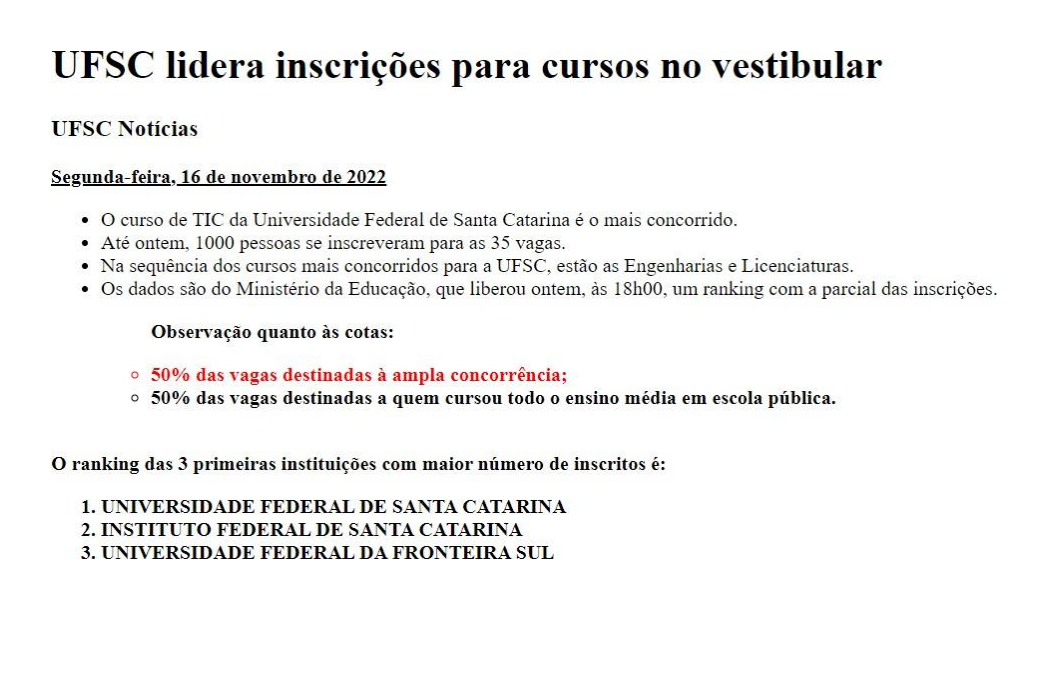 UFSC lidera inscrições para cursos no vestibular
UFSC Notícias
Segunda-feira, 16 de novembro de 2022
• O curso de TIC da Universidade Federal de Santa Catarina é o mais concorrido.
• Até ontem, 1000 pessoas se inscreveram para as 35 vagas.
• Na sequência dos cursos mais concorridos para a UFSC, estão as Engenharias e Licenciaturas.
• Os dados são do Ministério da Educação, que liberou ontem, às 18h00, um ranking com a parcial das inscrições.
Observação quanto às cotas:
◦ 50% das vagas destinadas à ampla concorrência;
◦ 50% das vagas destinadas a quem cursou todo o ensino média em escola pública.
O ranking das 3 primeiras instituições com maior número de inscritos é:
1. UNIVERSIDADE FEDERAL DE SANTA CATARINA
2. INSTITUTO FEDERAL DE SANTA CATARINA
3. UNIVERSIDADE FEDERAL DA FRONTEIRA SUL